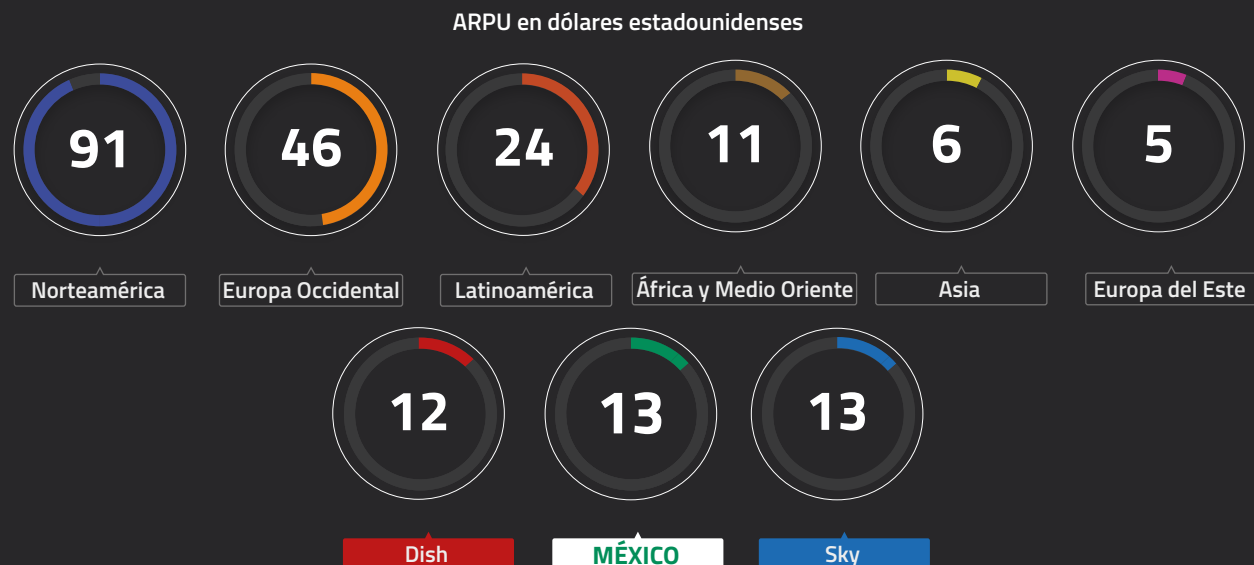 ARPU en dólares estadounidenses
91
46
24
11
6
5
Norteamérica
Europa Occidental
Latinoamérica
África y Medio Oriente
Asia
Europa del Este
12
13
13
Dish
MÉXICO
Sky